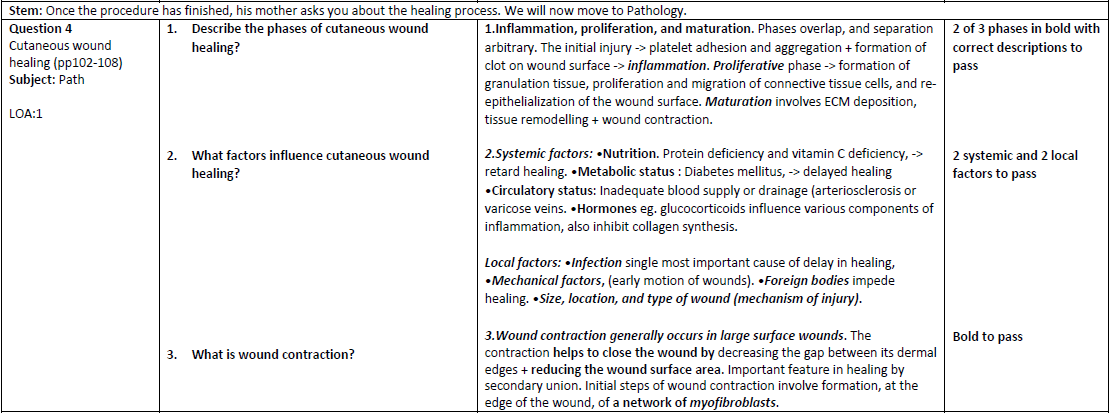 Stem: Once the procedure has finished, his mother asks you about the healing process. We will now move to Pathology.
Question 4
Cutaneous wound
healing (pp102-108)
Subject: Path
LOA:1
1. Describe the phases of cutaneous wound
healing?
1.Inflammation, proliferation, and maturation. Phases overlap, and separation
arbitrary. The initial injury -> platelet adhesion and aggregation + formation of
clot on wound surface -> inflammation. Proliferative phase -> formation of
granulation tissue, proliferation and migration of connective tissue cells, and re-
epithelialization of the wound surface. Maturation involves ECM deposition,
tissue remodelling + wound contraction.
2 of 3 phases in bold with
correct descriptions to
pass
2. What factors influence cutaneous wound
healing?
2.Systemic factors: •Nutrition. Protein deficiency and vitamin C deficiency, ->
retard healing. •Metabolic status : Diabetes mellitus, -> delayed healing
•Circulatory status: Inadequate blood supply or drainage (arteriosclerosis or
varicose veins. •Hormones eg. glucocorticoids influence various components of
inflammation, also inhibit collagen synthesis.
Local factors: •Infection single most important cause of delay in healing,
•Mechanical factors, (early motion of wounds). •Foreign bodies impede
healing. •Size, location, and type of wound (mechanism of injury).
2 systemic and 2 local
factors to pass
3. What is wound contraction?
3.Wound contraction generally occurs in large surface wounds. The
contraction helps to close the wound by decreasing the gap between its dermal
edges + reducing the wound surface area. Important feature in healing by
secondary union. Initial steps of wound contraction involve formation, at the
edge of the wound, of a network of myofibroblasts.
Bold to pass